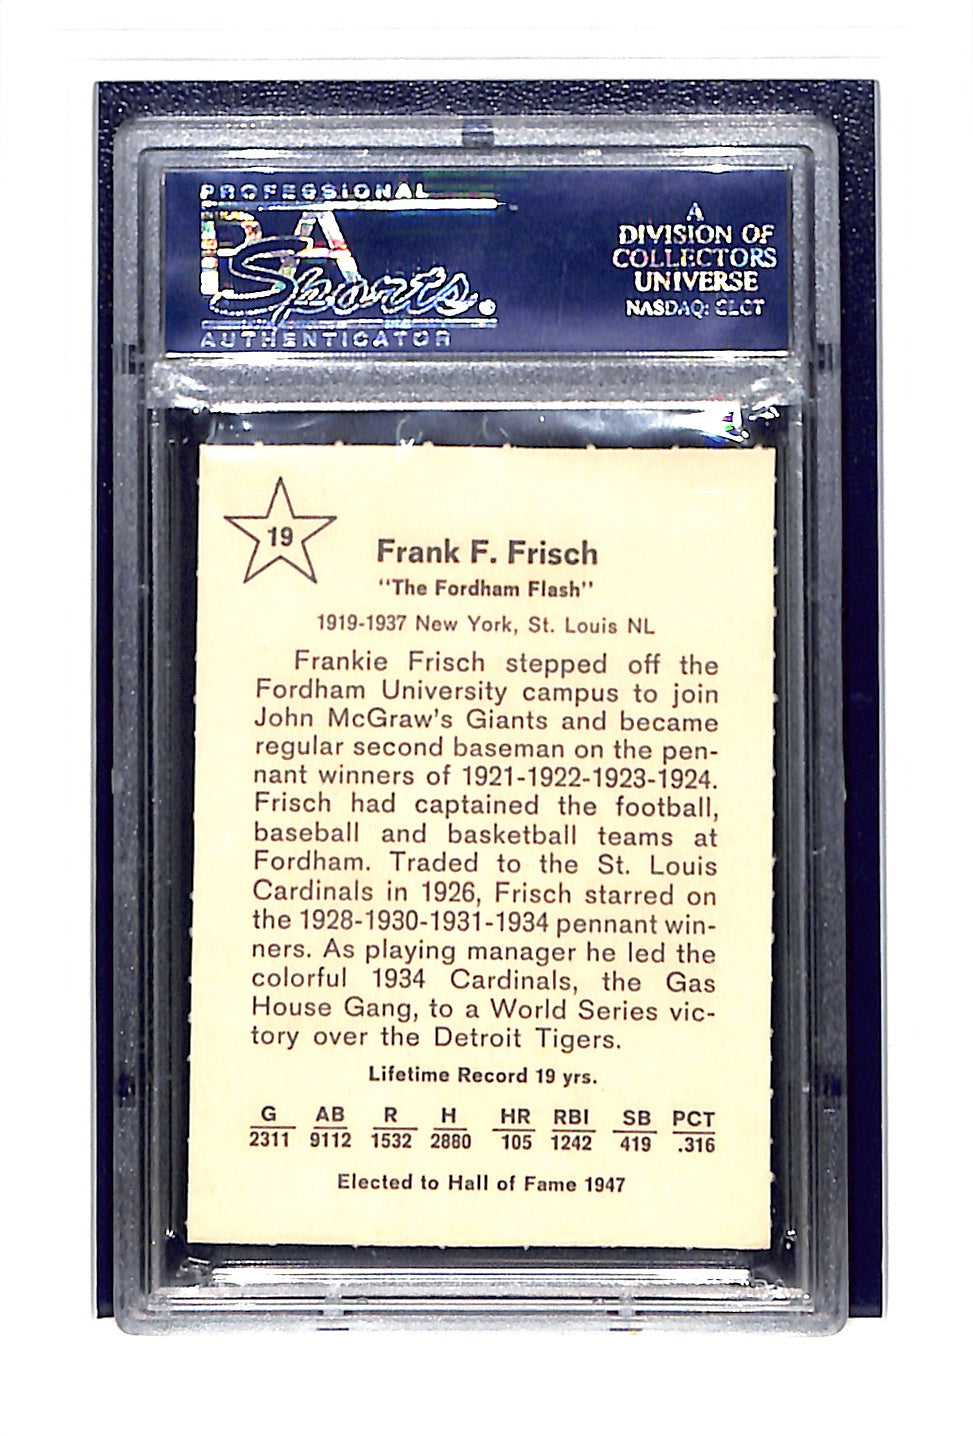 PROFESSIONAL
PSA
Sports®
AUTHENTICATOR
A
DIVISION OF
COLLECTORS
UNIVERSE
NASDAQ: CLCT
19
Frank F. Frisch
"The Fordham Flash"
1919-1937 New York, St. Louis NL
Frankie Frisch stepped off the
Fordham University campus to join
John McGraw's Giants and became
regular second baseman on the pen-
nant winners of 1921-1922-1923-1924.
Frisch had captained the football,
baseball and basketball teams at
Fordham. Traded to the St. Louis
Cardinals in 1926, Frisch starred on
the 1928-1930-1931-1934 pennant win-
ners. As playing manager he led the
colorful 1934 Cardinals, the Gas
House Gang, to a World Series vic-
tory over the Detroit Tigers.
Lifetime Record 19 yrs.
G AB R H HR RBI SB PCT
2311 9112 1532 2880 105 1242 419 .316
Elected to Hall of Fame 1947